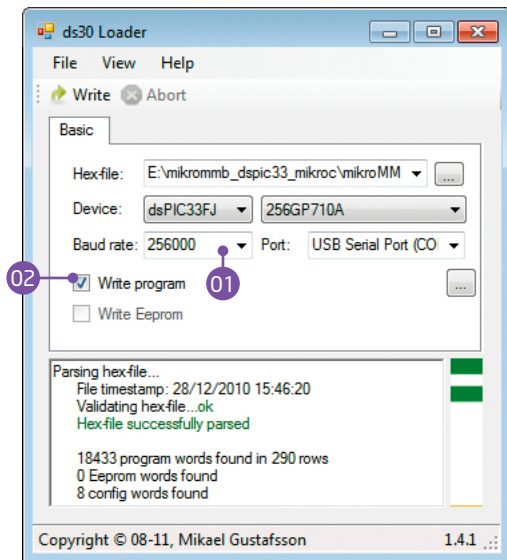 ds30 Loader
File View Help
Write Abort
Basic
Hex-file: E:\mikrommb_dspic33_mikroc\mikroMM ...
Device: dsPIC33FJ 256GP710A
Baud rate: 256000 Port: USB Serial Port (CO
02 Write program 01 ...
Write Eeprom
Parsing hex-file...
File timestamp: 28/12/2010 15:46:20
Validating hex-file...ok
Hex-file successfully parsed
18433 program words found in 290 rows
0 Eeprom words found
8 config words found
Copyright © 08-11, Mikael Gustafsson 1.4.1